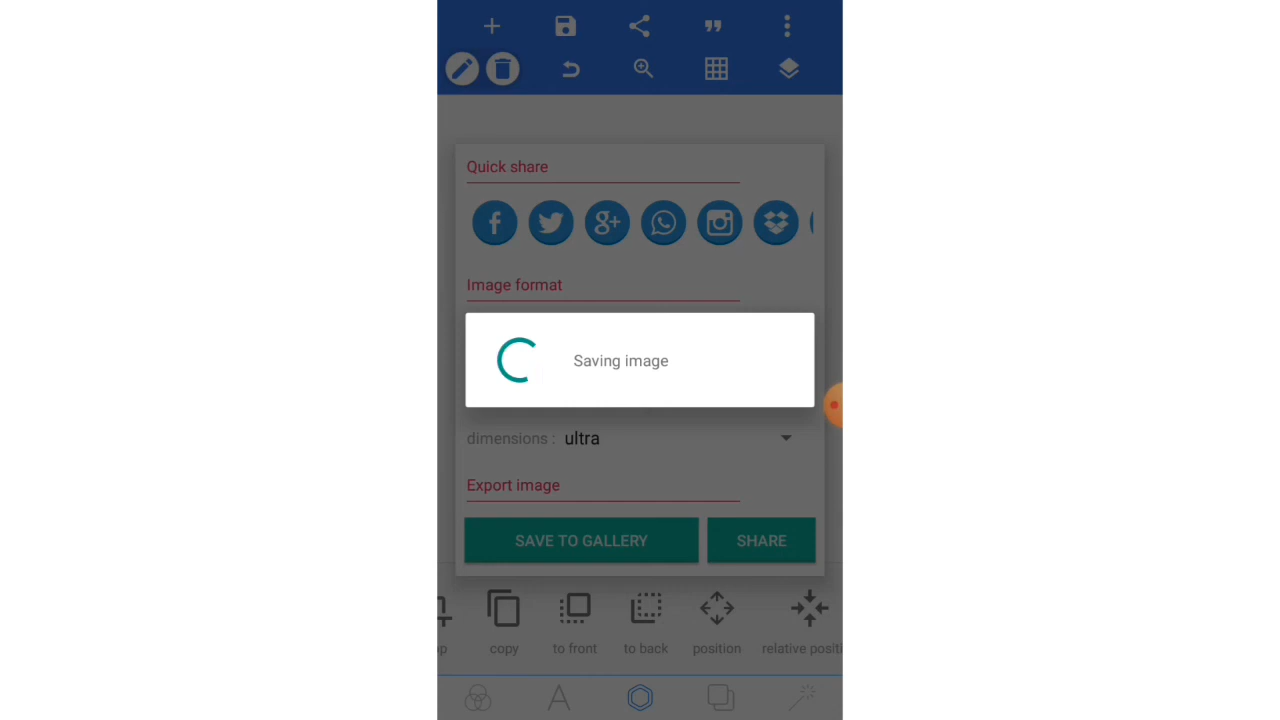 Quick share
Image format
Saving image
dimensions : ultra
Export image
SAVE TO GALLERY SHARE
copy to front to back position